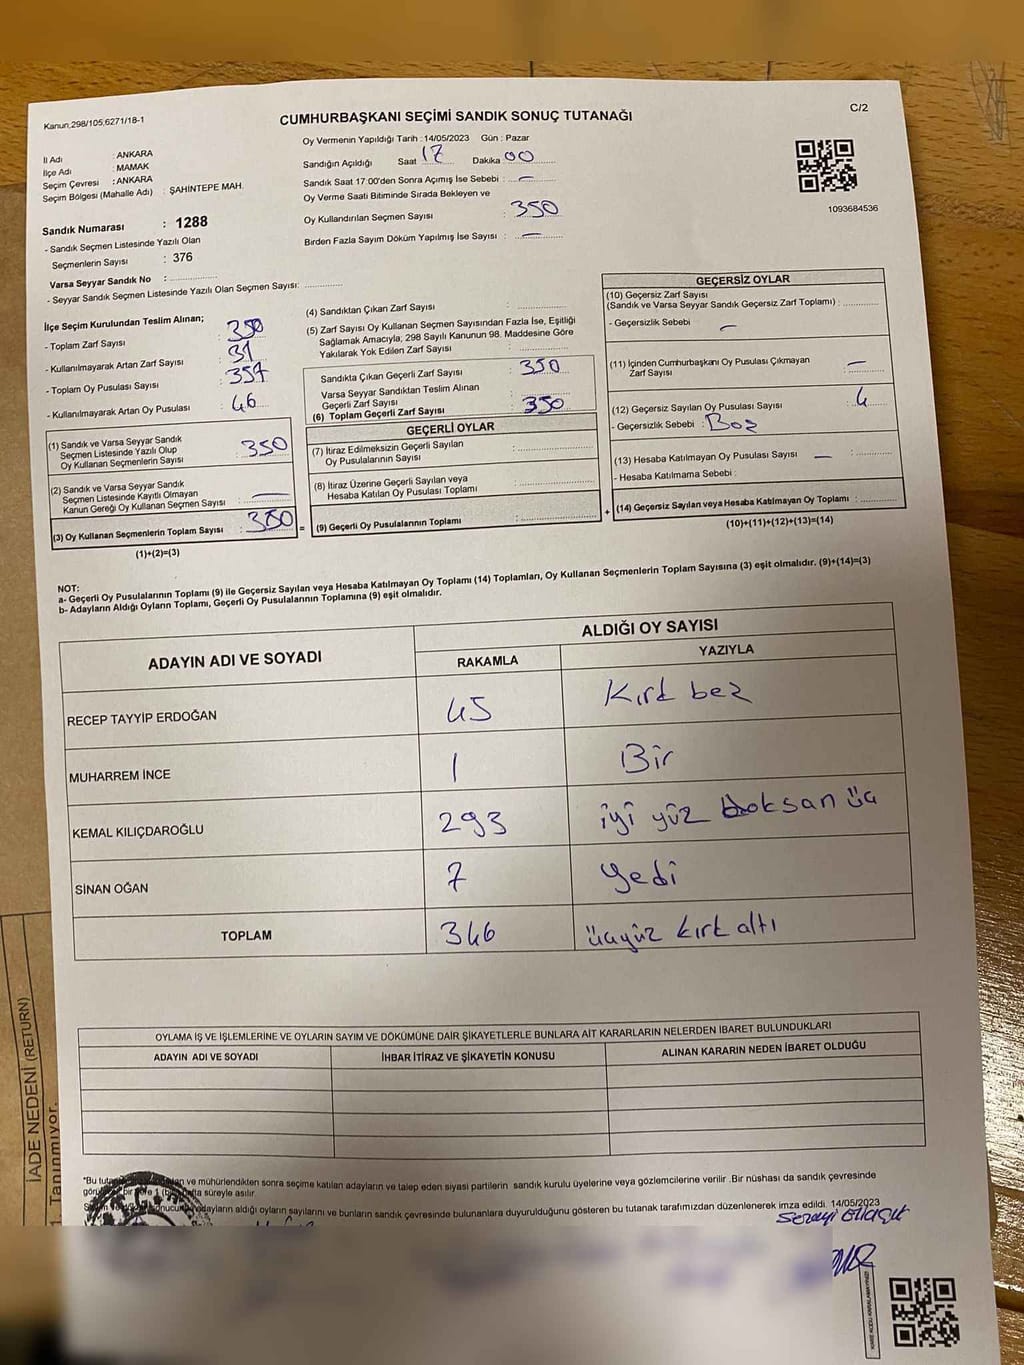 Kanun,298/105,6271/18-1
C/2
CUMHURBAŞKANI SEÇİMİ SANDIK SONUÇ TUTANAĞI
İl Adı : ANKARA
İlçe Adı : MAMAK
Seçim Çevresi : ANKARA
Seçim Bölgesi (Mahalle Adı) : ŞAHİNTEPE MAH.
Sandık Numarası : 1288
- Sandık Seçmen Listesinde Yazılı Olan
Seçmenlerin Sayısı : 376
Varsa Seyyar Sandık No :
- Seyyar Sandık Seçmen Listesinde Yazılı Olan Seçmen Sayısı:
Oy Vermenin Yapıldığı Tarih : 14/05/2023 Gün : Pazar
Sandığın Açıldığı Saat 17 Dakika 00
Sandık Saat 17:00'den Sonra Açımış İse Sebebi : —
Oy Verme Saati Bitiminde Sırada Bekleyen ve
Oy Kullandırılan Seçmen Sayısı : 350
Birden Fazla Sayım Döküm Yapılmış İse Sayısı : —
1093684536
İlçe Seçim Kurulundan Teslim Alınan;
- Toplam Zarf Sayısı : 350
- Kullanılmayarak Artan Zarf Sayısı : 31
- Toplam Oy Pusulası Sayısı : 357
- Kullanılmayarak Artan Oy Pusulası : 46
(1) Sandık ve Varsa Seyyar Sandık
Seçmen Listesinde Yazılı Olup
Oy Kullanan Seçmenlerin Sayısı : 350
(2) Sandık ve Varsa Seyyar Sandık
Seçmen Listesinde Kayıtlı Olmayan
Kanun Gereği Oy Kullanan Seçmen Sayısı : —
(3) Oy Kullanan Seçmenlerin Toplam Sayısı : 350 =
(1)+(2)=(3)
(4) Sandıktan Çıkan Zarf Sayısı :
(5) Zarf Sayısı Oy Kullanan Seçmen Sayısından Fazla İse, Eşitliği
Sağlamak Amacıyla, 298 Sayılı Kanunun 98. Maddesine Göre
Yakılarak Yok Edilen Zarf Sayısı :
Sandıkta Çıkan Geçerli Zarf Sayısı : 350
Varsa Seyyar Sandıktan Teslim Alınan
Geçerli Zarf Sayısı
(6) Toplam Geçerli Zarf Sayısı : 350
GEÇERLİ OYLAR
(7) İtiraz Edilmeksizin Geçerli Sayılan
Oy Pusulalarının Sayısı :
(8) İtiraz Üzerine Geçerli Sayılan veya
Hesaba Katılan Oy Pusulası Toplamı :
(9) Geçerli Oy Pusulalarının Toplamı : +
GEÇERSİZ OYLAR
(10) Geçersiz Zarf Sayısı
(Sandık ve Varsa Seyyar Sandık Geçersiz Zarf Toplamı) :
- Geçersizlik Sebebi —
(11) İçinden Cumhurbaşkanı Oy Pusulası Çıkmayan
Zarf Sayısı : —
(12) Geçersiz Sayılan Oy Pusulası Sayısı : 4
- Geçersizlik Sebebi : Boz
(13) Hesaba Katılmayan Oy Pusulası Sayısı — :
- Hesaba Katılmama Sebebi :
(14) Geçersiz Sayılan veya Hesaba Katılmayan Oy Toplamı :
(10)+(11)+(12)+(13)=(14)
NOT:
a- Geçerli Oy Pusulalarının Toplamı (9) ile Geçersiz Sayılan veya Hesaba Katılmayan Oy Toplamı (14) Toplamları, Oy Kullanan Seçmenlerin Toplam Sayısına (3) eşit olmalıdır. (9)+(14)=(3)
b- Adayların Aldığı Oyların Toplamı, Geçerli Oy Pusulalarının Toplamına (9) eşit olmalıdır.
ADAYIN ADI VE SOYADI
ALDIĞI OY SAYISI
RAKAMLA YAZIYLA
RECEP TAYYİP ERDOĞAN 45 Kırk beş
MUHARREM İNCE 1 Bir
KEMAL KILIÇDAROĞLU 293 iyi yüz doksan üç
SİNAN OĞAN 7 Yedi
TOPLAM 346 üçyüz kırk altı
OYLAMA İŞ VE İŞLEMLERİNE VE OYLARIN SAYIM VE DÖKÜMÜNE DAİR ŞİKAYETLERLE BUNLARA AİT KARARLARIN NELERDEN İBARET BULUNDUKLARI
ADAYIN ADI VE SOYADI İHBAR İTİRAZ VE ŞİKAYETİN KONUSU ALINAN KARARIN NEDEN İBARET OLDUĞU
*Bu ve mühürlendikten sonra seçime katılan adayların ve talep eden siyasi partilerin sandık kurulu üyelerine veya gözlemcilerine verilir .Bir nüshası da sandık çevresinde
süreyle asılır
adayların aldığı oyların sayılarını ve bunların sandık çevresinde bulunanlara duyurulduğunu gösteren bu tutanak tarafımızdan düzenlenerek imza edildi. 14/05/2023
İADE NEDENİ (RETURN)
Tanınmıyor.